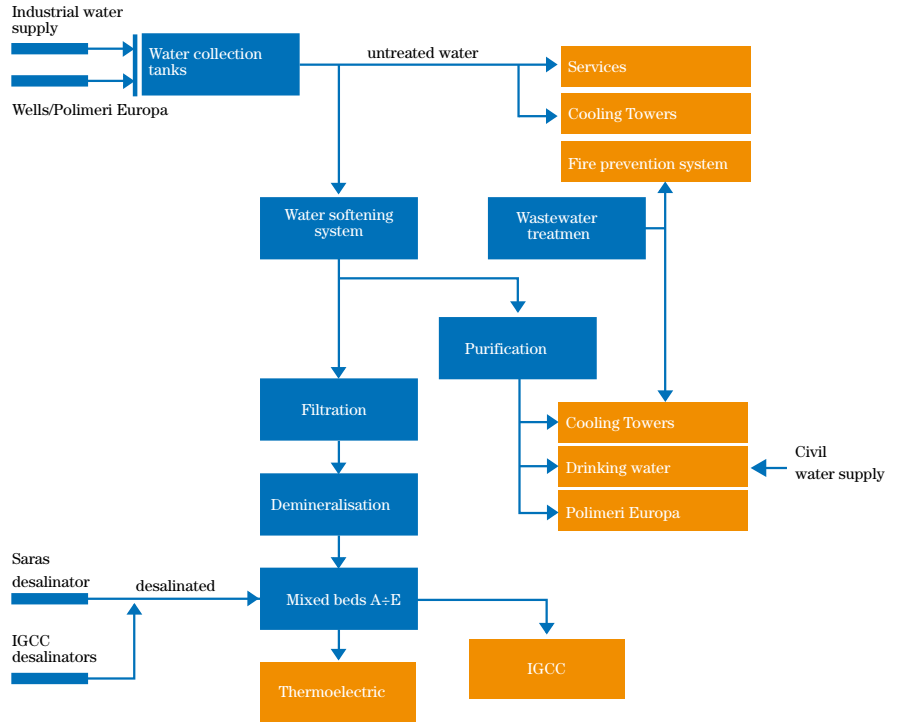 Industrial water
supply
Water collection
tanks
untreated water
Services
Wells/Polimeri Europa
Cooling Towers
Fire prevention system
Water softening
system
Wastewater
treatmen
Purification
Filtration
Cooling Towers
Drinking water
Civil
water supply
Polimeri Europa
Demineralisation
Saras
desalinator
desalinated
Mixed beds A÷E
IGCC
desalinators
IGCC
Thermoelectric